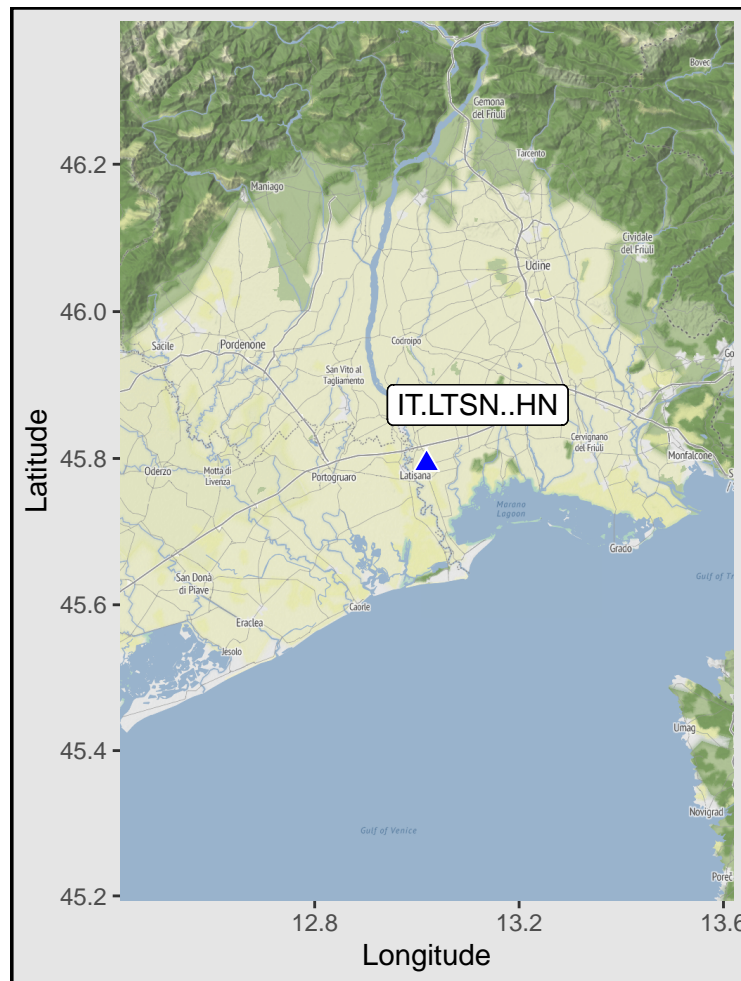 Bovec
Gemona
del Friuli
Tarcento
46.2
Maniago
Cividale
del Friuli
Udine
46.0
Sacile
Pordenone
Codroipo
Go
San Vito al
Tagliamento
IT.LTSN..HN
Cervignano
del Friuli
Monfalcone
45.8
Oderzo
Motta di
Livenza
Portogruaro
Latisana
Latitude
Marano
Lagoon
Grado
San Donà
di Piave
Gulf of Tr
45.6
Caorle
Eraclea
Jesolo
Umag
45.4
Novigrad
Gulf of Venice
Poreč
45.2
12.8
13.2
13.6
Longitude